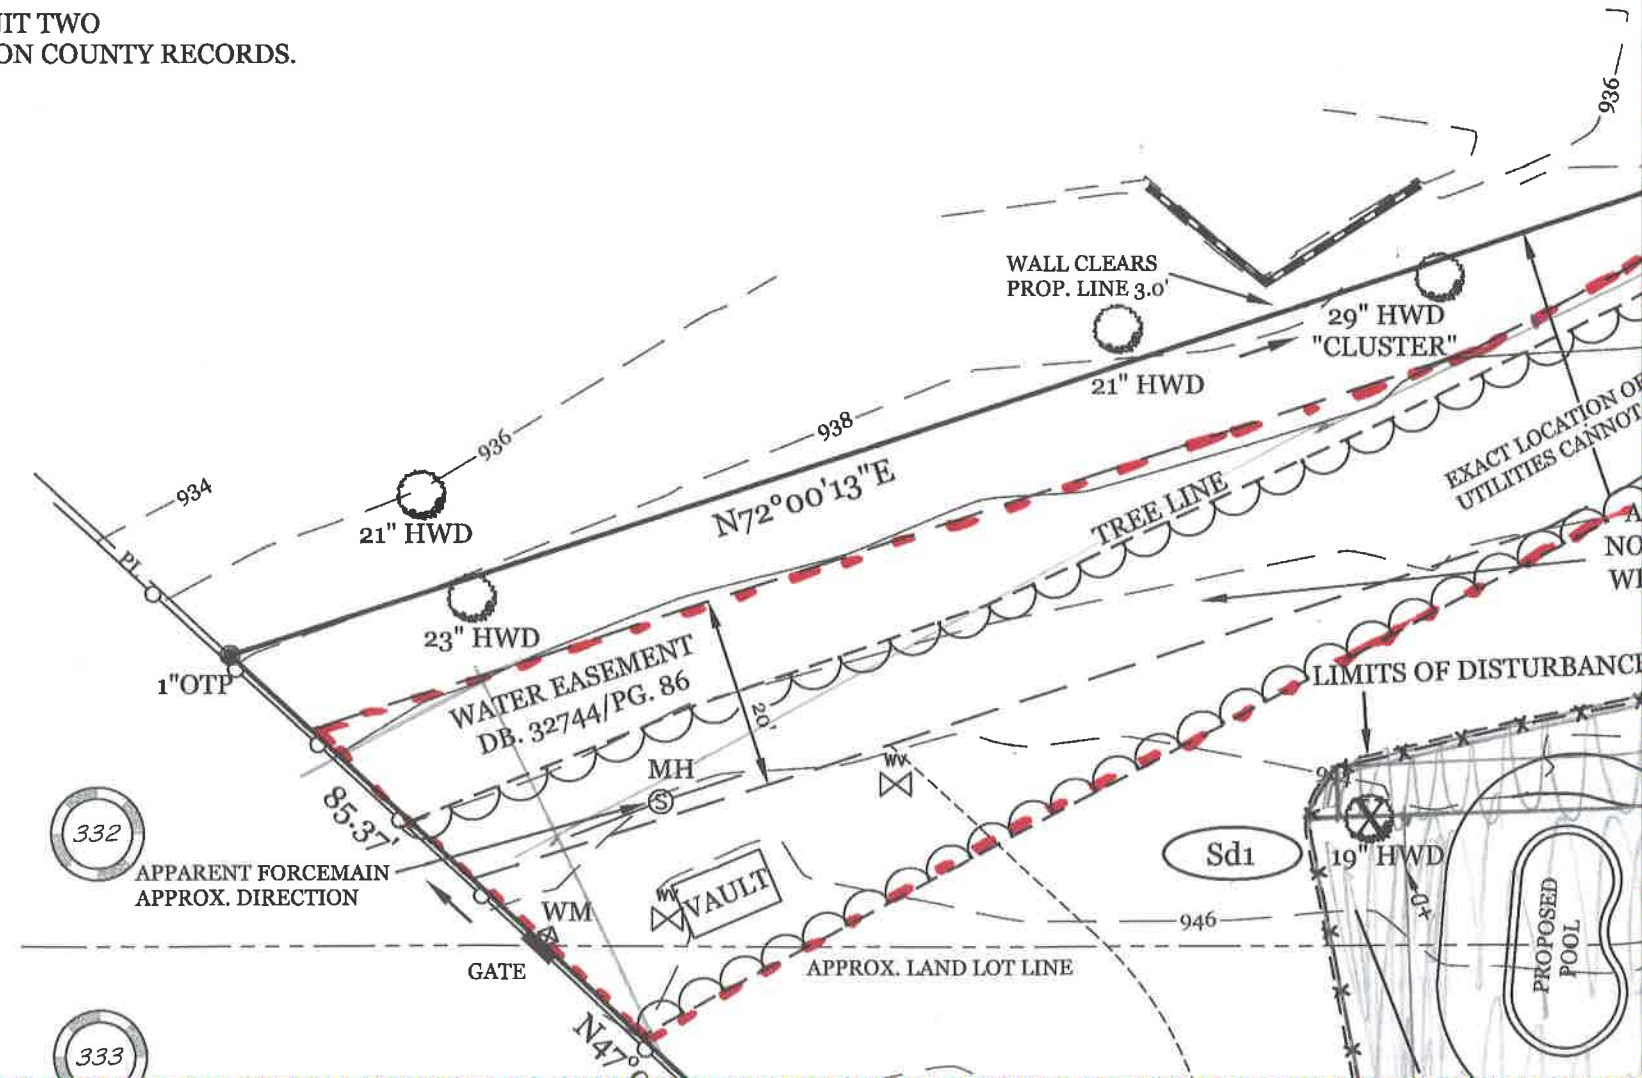 NIT TWO
ON COUNTY RECORDS.
936
WALL CLEARS
PROP. LINE 3.0'
29" HWD
"CLUSTER"
21" HWD
938
936
934
21" HWD
N72°00'13"E
TREE LINE
EXACT LOCATION OF
UTILITIES CANNOT
PL
23" HWD
1"OTP
WATER EASEMENT
DB. 32744/PG. 86
20'
A
NO
LIMITS OF DISTURBANCE
MH
S
WV
85.37'
332
APPARENT FORCEMAIN
APPROX. DIRECTION
WM
WV
VAULT
Sd1
19" HWD
946
GATE
APPROX. LAND LOT LINE
PROPOSED
POOL
N47°
333